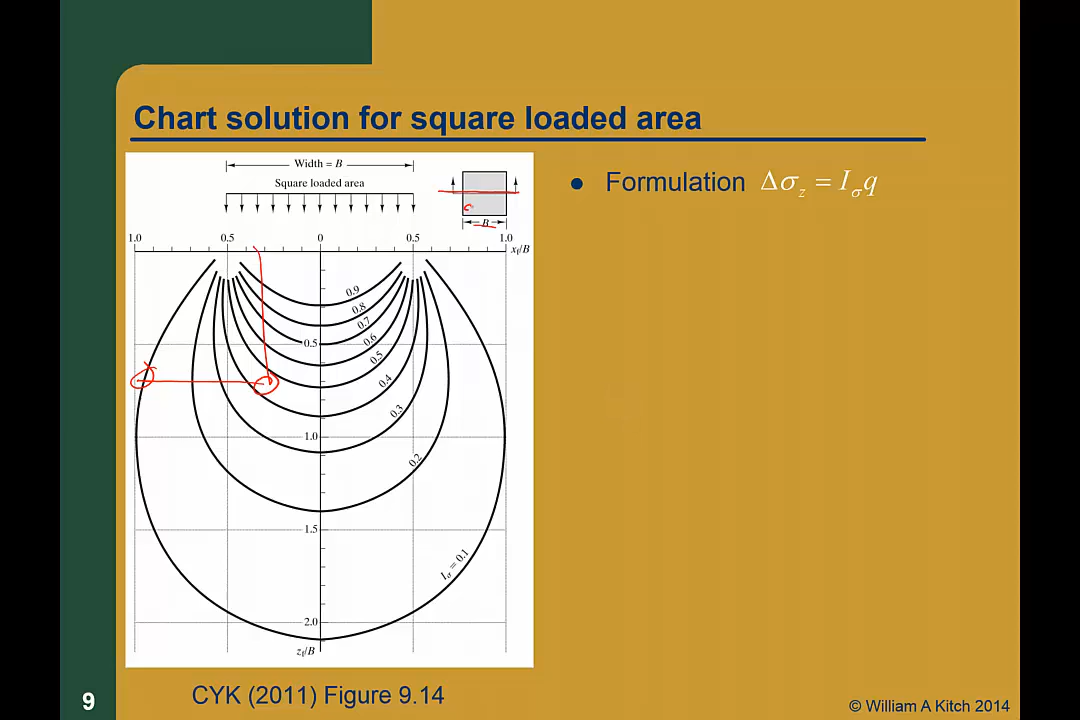 Chart solution for square loaded area
Width = B
Square loaded area
B
1.0 0.5 0 0.5 1.0
x_f/B
0.9
0.8
0.7
0.5
0.6
0.5
0.4
0.3
1.0
0.2
1.5
I_σ = 0.1
2.0
z_f/B
● Formulation Δσ_z = I_σ q
CYK (2011) Figure 9.14
9
© William A Kitch 2014